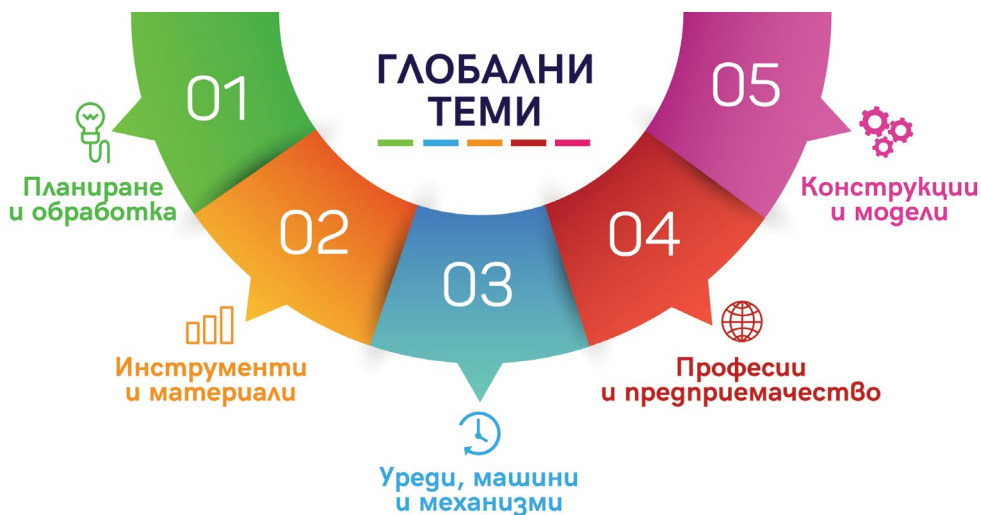 ГЛОБАЛНИ
ТЕМИ
01
Планиране
и обработка
02
Инструменти
и материали
03
Уреди, машини
и механизми
04
Професии
и предприемачество
05
Конструкции
и модели